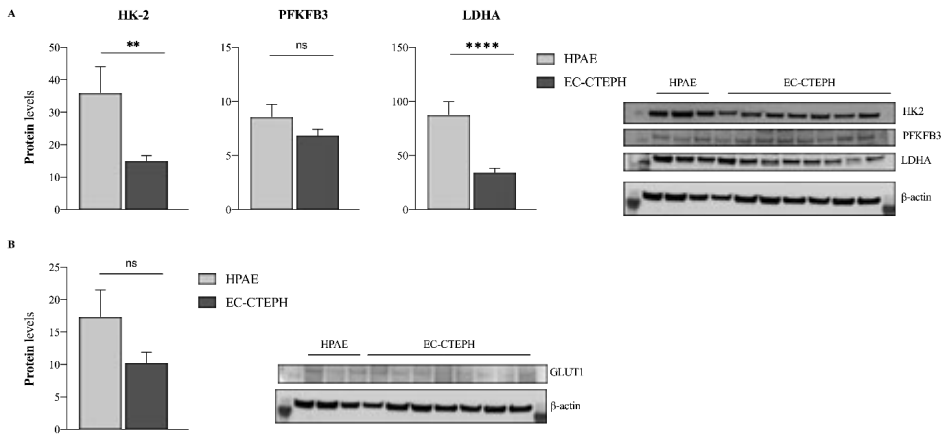 A
HK-2
PFKFB3
LDHA
Protein levels
50
40
30
20
10
0
**
15
10
5
0
ns
150
100
50
0
****
HPAE
EC-CTEPH
HPAE
EC-CTEPH
HK2
PFKFB3
LDHA
β-actin
B
Protein levels
25
20
15
10
5
0
ns
HPAE
EC-CTEPH
HPAE
EC-CTEPH
GLUT1
β-actin